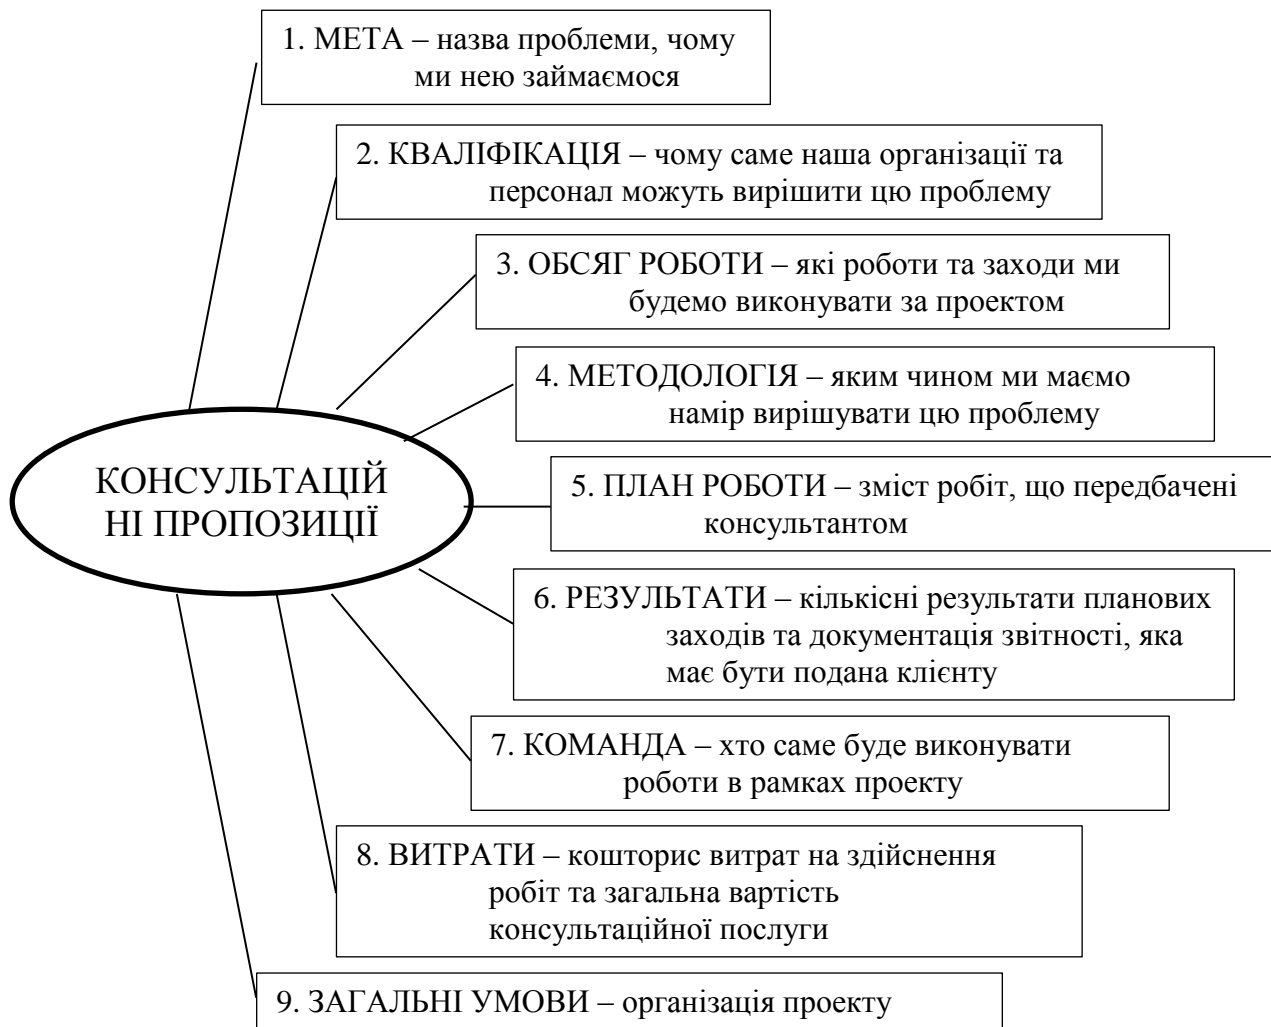 1. МЕТА – назва проблеми, чому
ми нею займаємося
2. КВАЛІФІКАЦІЯ – чому саме наша організації та
персонал можуть вирішити цю проблему
3. ОБСЯГ РОБОТИ – які роботи та заходи ми
будемо виконувати за проектом
4. МЕТОДОЛОГІЯ – яким чином ми маємо
намір вирішувати цю проблему
КОНСУЛЬТАЦІЙ
НІ ПРОПОЗИЦІЇ
5. ПЛАН РОБОТИ – зміст робіт, що передбачені
консультантом
6. РЕЗУЛЬТАТИ – кількісні результати планових
заходів та документація звітності, яка
має бути подана клієнту
7. КОМАНДА – хто саме буде виконувати
роботи в рамках проекту
8. ВИТРАТИ – кошторис витрат на здійснення
робіт та загальна вартість
консультаційної послуги
9. ЗАГАЛЬНІ УМОВИ – організація проекту